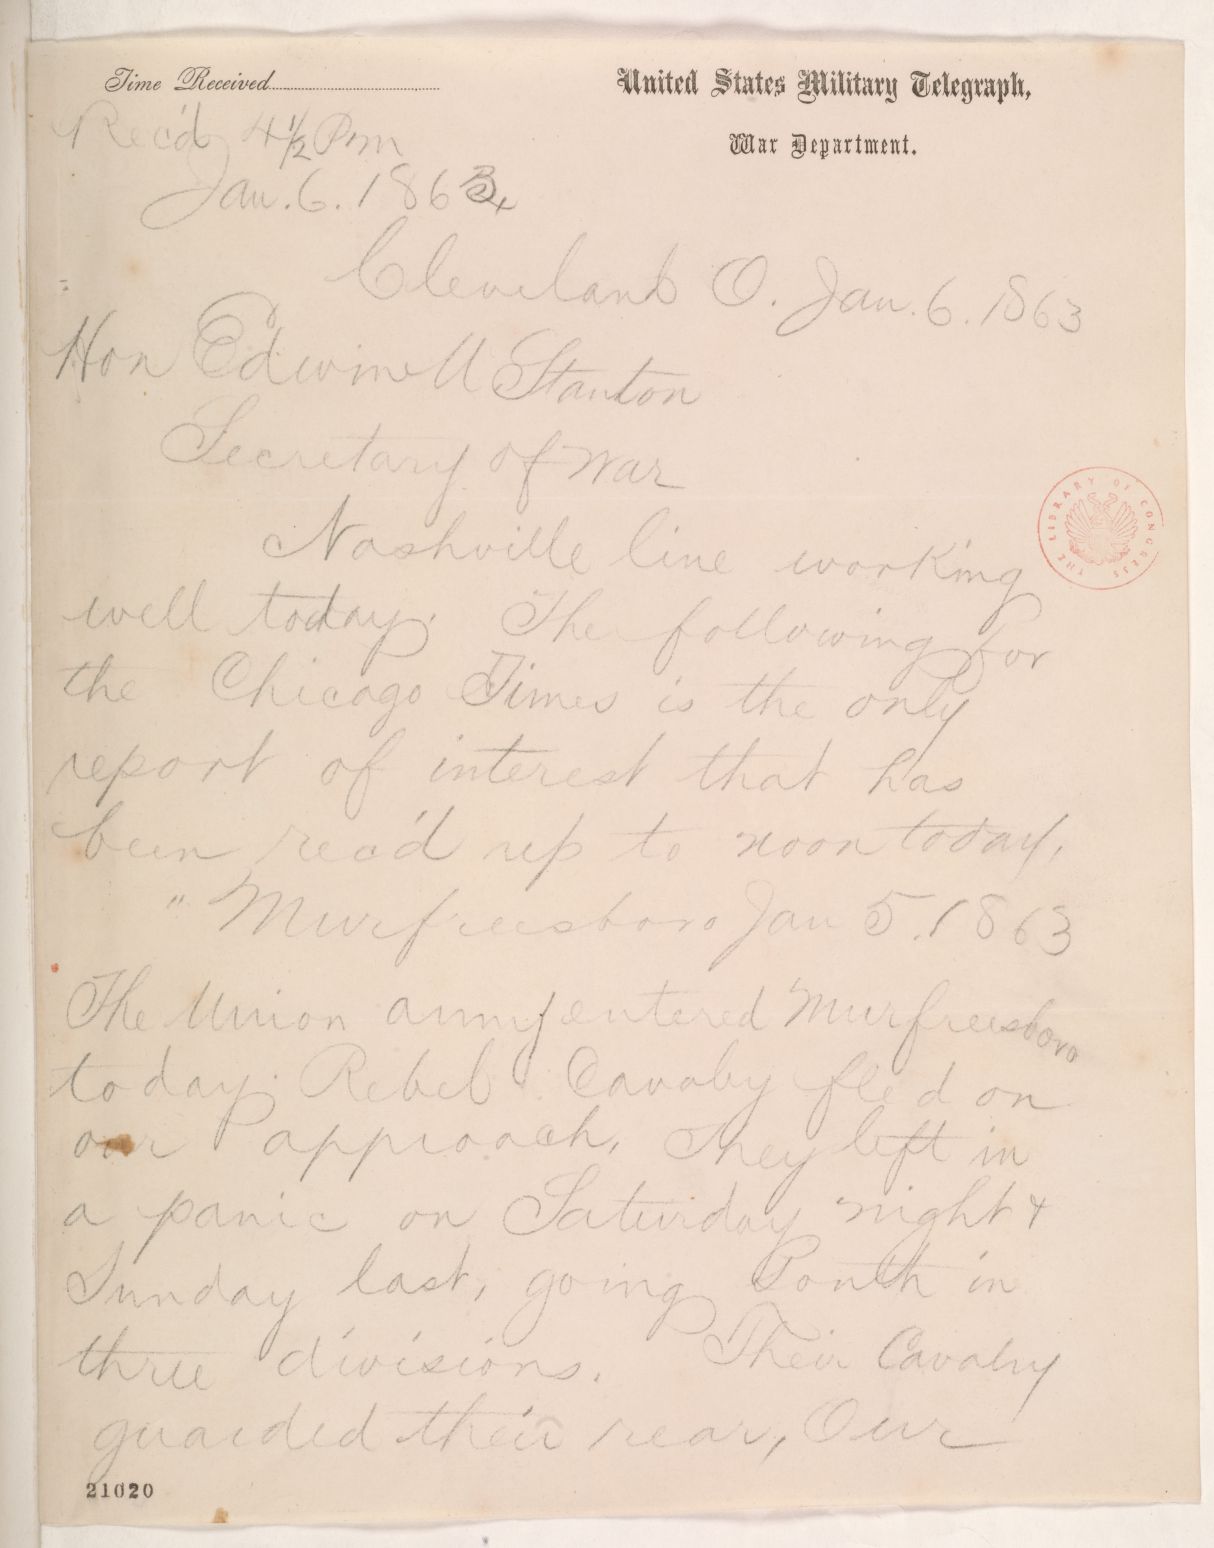 Time Received
United States Military Telegraph,
War Department.
Rec'd 4 1/2 Pm
Jan. 6. 1863,
Cleveland O. Jan. 6. 1863
Hon Edwin M Stanton
Secretary of War
Nashville line working
well today. The following for
the Chicago Times is the only
report of interest that has
been rec'd up to noon today,
"Murfreesboro Jan 5. 1863
The Union army entered Murfreesboro
today. Rebel Cavalry fled on
our approach, They left in
a panic on Saturday night &
Sunday last, going South in
three divisions. Their Cavalry
guarded their rear, Our
21020
THE LIBRARY OF CONGRESS